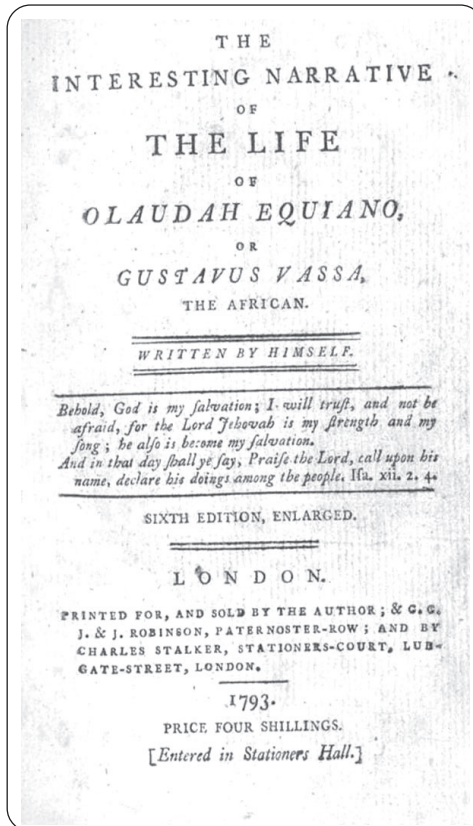 THE
INTERESTING NARRATIVE
OF
THE LIFE
OF
OLAUDAH EQUIANO,
OR
GUSTAVUS VASSA,
THE AFRICAN.
WRITTEN BY HIMSELF.
Behold, God is my ſalvation; I will truſt, and not be
afraid, for the Lord Jehovah is my ſtrength and my
ſong; he alſo is become my ſalvation.
And in that day ſhall ye ſay, Praiſe the Lord, call upon his
name, declare his doings among the people. Iſa. xii. 2. 4.
SIXTH EDITION, ENLARGED.
LONDON.
PRINTED FOR, AND SOLD BY THE AUTHOR; & G. G.
J. & J. ROBINSON, PATERNOSTER-ROW; AND BY
CHARLES STALKER, STATIONERS-COURT, LUD-
GATE-STREET, LONDON.
1793.
PRICE FOUR SHILLINGS.
[Entered in Stationers Hall.]